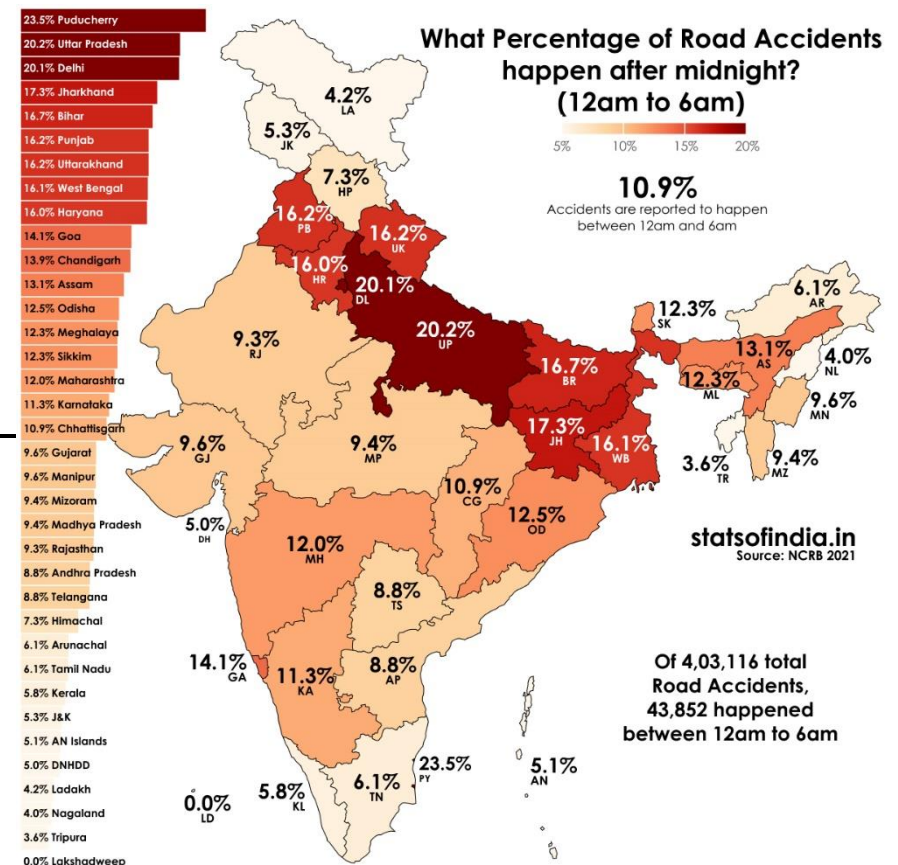 23.5% Puducherry
20.2% Uttar Pradesh
20.1% Delhi
17.3% Jharkhand
16.7% Bihar
16.2% Punjab
16.2% Uttarakhand
16.1% West Bengal
16.0% Haryana
14.1% Goa
13.9% Chandigarh
13.1% Assam
12.5% Odisha
12.3% Meghalaya
12.3% Sikkim
12.0% Maharashtra
11.3% Karnataka
10.9% Chhattisgarh
9.6% Gujarat
9.6% Manipur
9.4% Mizoram
9.4% Madhya Pradesh
9.3% Rajasthan
8.8% Andhra Pradesh
8.8% Telangana
7.3% Himachal
6.1% Arunachal
6.1% Tamil Nadu
5.8% Kerala
5.3% J&K
5.1% AN Islands
5.0% DNHDD
4.2% Ladakh
4.0% Nagaland
3.6% Tripura
0.0% Lakshadweep
What Percentage of Road Accidents
happen after midnight?
(12am to 6am)
5% 10% 15% 20%
10.9%
Accidents are reported to happen
between 12am and 6am
4.2%
LA
5.3%
JK
7.3%
HP
16.2%
PB
16.2%
UK
16.0%
HR
20.1%
DL
20.2%
UP
9.3%
RJ
16.7%
BR
12.3%
SK
6.1%
AR
13.1%
AS
4.0%
NL
12.3%
ML
9.6%
MN
17.3%
JH
16.1%
WB
3.6%
TR
9.4%
MZ
9.6%
GJ
9.4%
MP
10.9%
CG
12.5%
OD
5.0%
DH
12.0%
MH
8.8%
TS
14.1%
GA
11.3%
KA
8.8%
AP
0.0%
LD
5.8%
KL
6.1%
TN
23.5%
PY
5.1%
AN
statsofindia.in
Source: NCRB 2021
Of 4,03,116 total
Road Accidents,
43,852 happened
between 12am to 6am